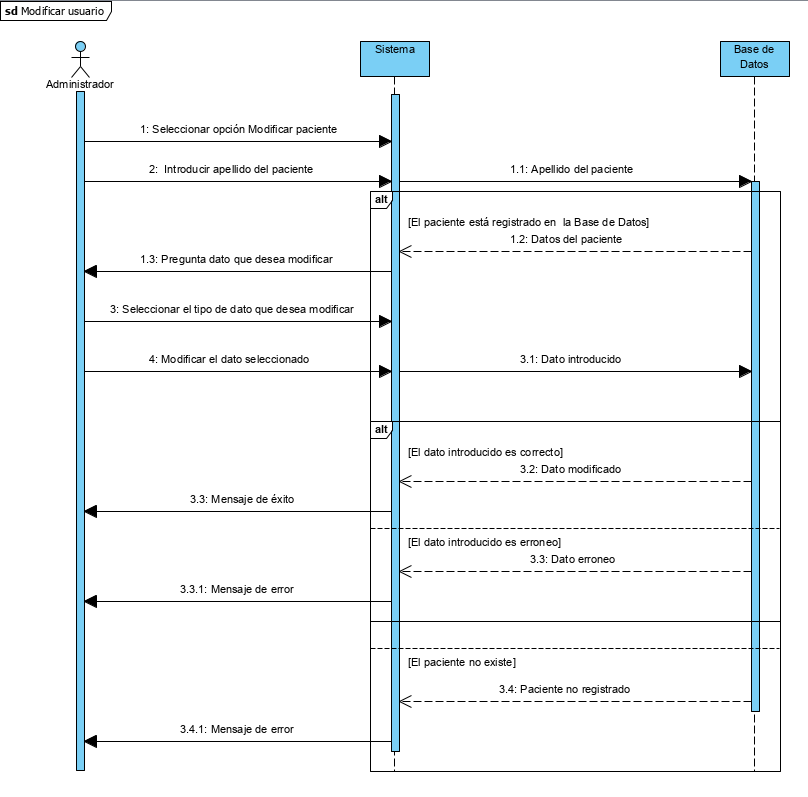 sd Modificar usuario
Administrador
Sistema
Base de
Datos
1: Seleccionar opción Modificar paciente
2: Introducir apellido del paciente
1.1: Apellido del paciente
alt
[El paciente está registrado en la Base de Datos]
1.2: Datos del paciente
1.3: Pregunta dato que desea modificar
3: Seleccionar el tipo de dato que desea modificar
4: Modificar el dato seleccionado
3.1: Dato introducido
alt
[El dato introducido es correcto]
3.2: Dato modificado
3.3: Mensaje de éxito
[El dato introducido es erroneo]
3.3: Dato erroneo
3.3.1: Mensaje de error
[El paciente no existe]
3.4: Paciente no registrado
3.4.1: Mensaje de error